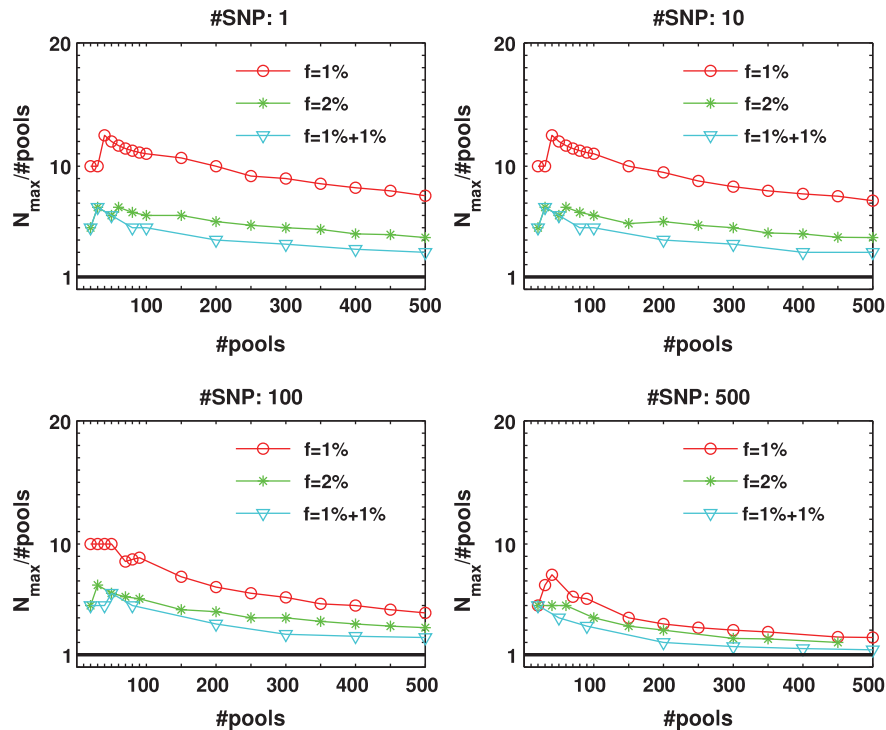 #SNP: 1
20
10
1
N_max/#pools
f=1%
f=2%
f=1%+1%
100 200 300 400 500
#pools
#SNP: 10
20
10
1
N_max/#pools
f=1%
f=2%
f=1%+1%
100 200 300 400 500
#pools
#SNP: 100
20
10
1
N_max/#pools
f=1%
f=2%
f=1%+1%
100 200 300 400 500
#pools
#SNP: 500
20
10
1
N_max/#pools
f=1%
f=2%
f=1%+1%
100 200 300 400 500
#pools